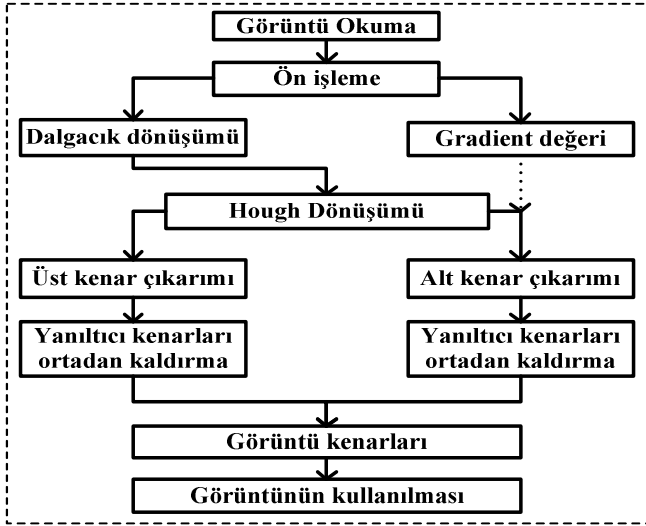 Görüntü Okuma
Ön işleme
Dalgacık dönüşümü
Gradient değeri
Hough Dönüşümü
Üst kenar çıkarımı
Alt kenar çıkarımı
Yanıltıcı kenarları
ortadan kaldırma
Yanıltıcı kenarları
ortadan kaldırma
Görüntü kenarları
Görüntünün kullanılması